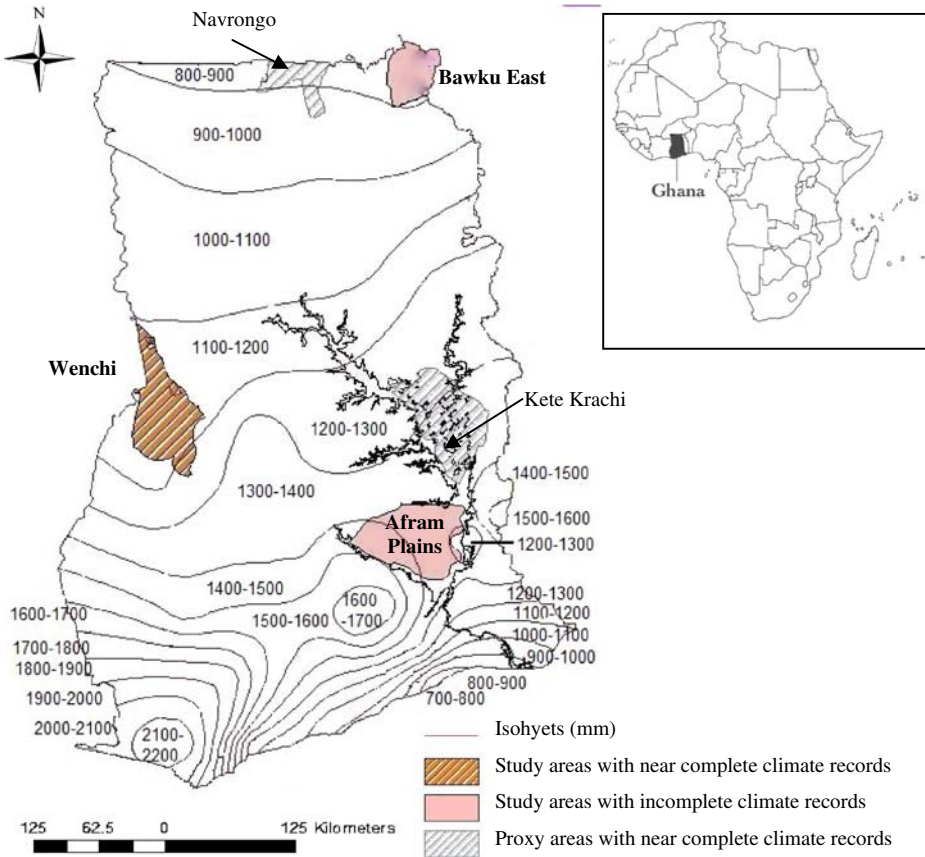 N
Navrongo
800-900
Bawku East
900-1000
1000-1100
Ghana
1100-1200
Wenchi
Kete Krachi
1200-1300
1300-1400
1400-1500
1500-1600
1200-1300
Afram
Plains
1400-1500
1500-1600
1600
-1700
1200-1300
1100-1200
1000-1100
900-1000
800-900
700-800
1600-1700
1700-1800
1800-1900
1900-2000
2000-2100
2100-
2200
Isohyets (mm)
Study areas with near complete climate records
Study areas with incomplete climate records
Proxy areas with near complete climate records
125 62.5 0 125 Kilometers